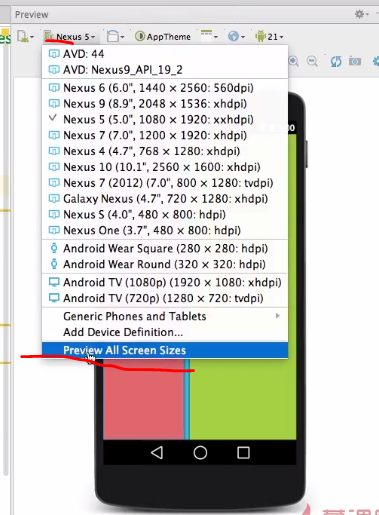 Preview
Nexus 5
AppTheme
21
AVD: 44
AVD: Nexus9_API_19_2
Nexus 6 (6.0", 1440 × 2560: 560dpi)
Nexus 9 (8.9", 2048 × 1536: xhdpi)
Nexus 5 (5.0", 1080 × 1920: xxhdpi)
Nexus 7 (7.0", 1200 × 1920: xhdpi)
Nexus 4 (4.7", 768 × 1280: xhdpi)
Nexus 10 (10.1", 2560 × 1600: xhdpi)
Nexus 7 (2012) (7.0", 800 × 1280: tvdpi)
Galaxy Nexus (4.7", 720 × 1280: xhdpi)
Nexus S (4.0", 480 × 800: hdpi)
Nexus One (3.7", 480 × 800: hdpi)
Android Wear Square (280 × 280: hdpi)
Android Wear Round (320 × 320: hdpi)
Android TV (1080p) (1920 × 1080: xhdpi)
Android TV (720p) (1280 × 720: tvdpi)
Generic Phones and Tablets
Add Device Definition...
Preview All Screen Sizes